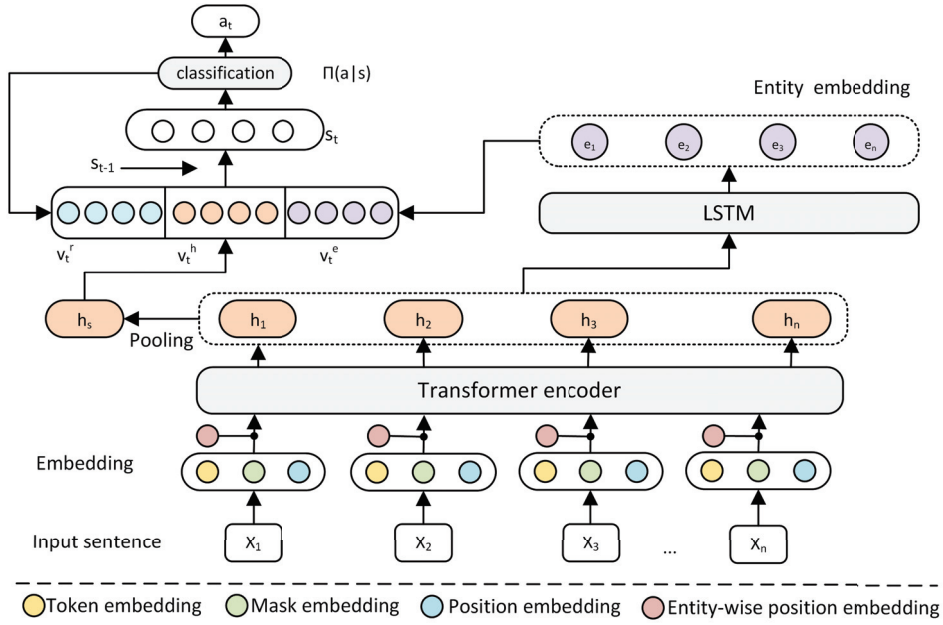 a_t
classification Π(a|s)
s_t
s_{t-1}
Entity embedding
e_1 e_2 e_3 e_n
LSTM
v_t^r v_t^h v_t^e
h_s h_1 h_2 h_3 h_n
Pooling
Transformer encoder
Embedding
Input sentence X_1 X_2 X_3 ... X_n
Token embedding Mask embedding Position embedding Entity-wise position embedding